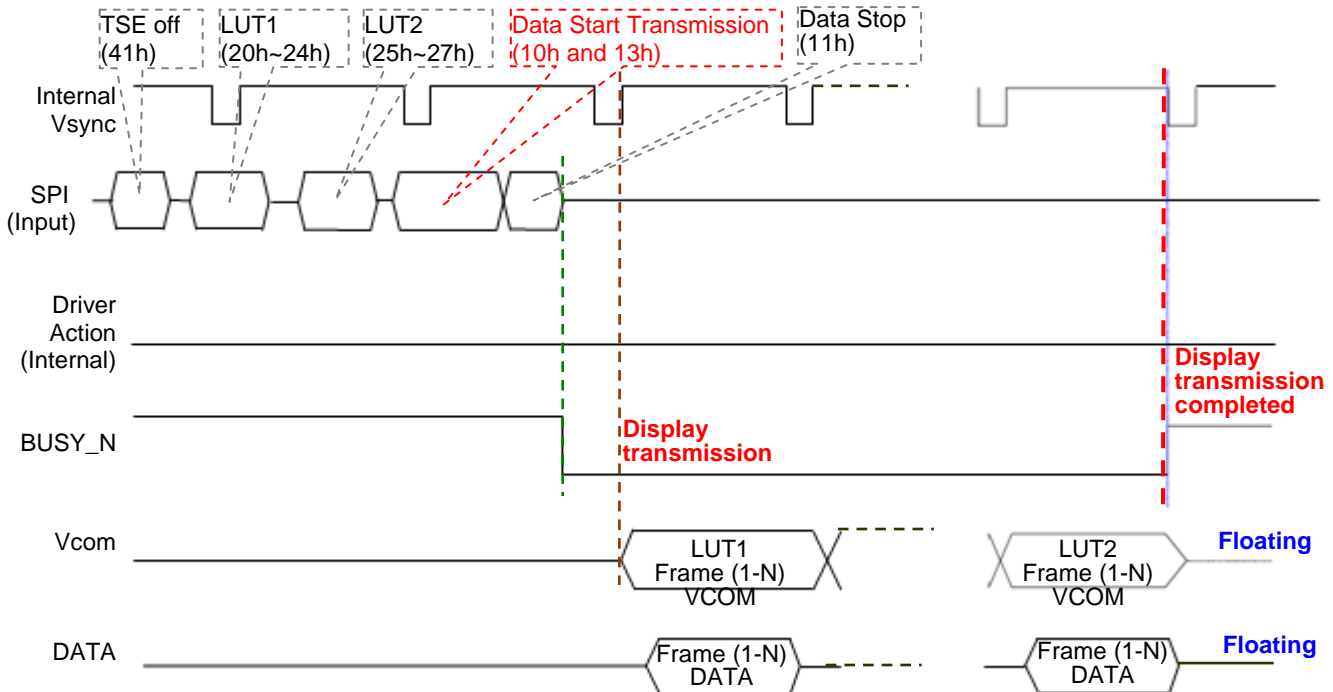 TSE off
(41h)
LUT1
(20h~24h)
LUT2
(25h~27h)
Data Start Transmission
(10h and 13h)
Data Stop
(11h)
Internal
Vsync
SPI
(Input)
Driver
Action
(Internal)
Display
transmission
completed
BUSY_N
Display
transmission
Vcom
LUT1
Frame (1-N)
VCOM
LUT2
Frame (1-N)
VCOM
Floating
DATA
Frame (1-N)
DATA
Frame (1-N)
DATA
Floating